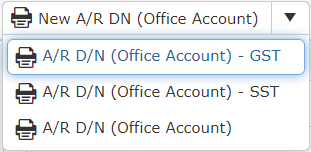 New A/R DN (Office Account)
A/R D/N (Office Account) - GST
A/R D/N (Office Account) - SST
A/R D/N (Office Account)